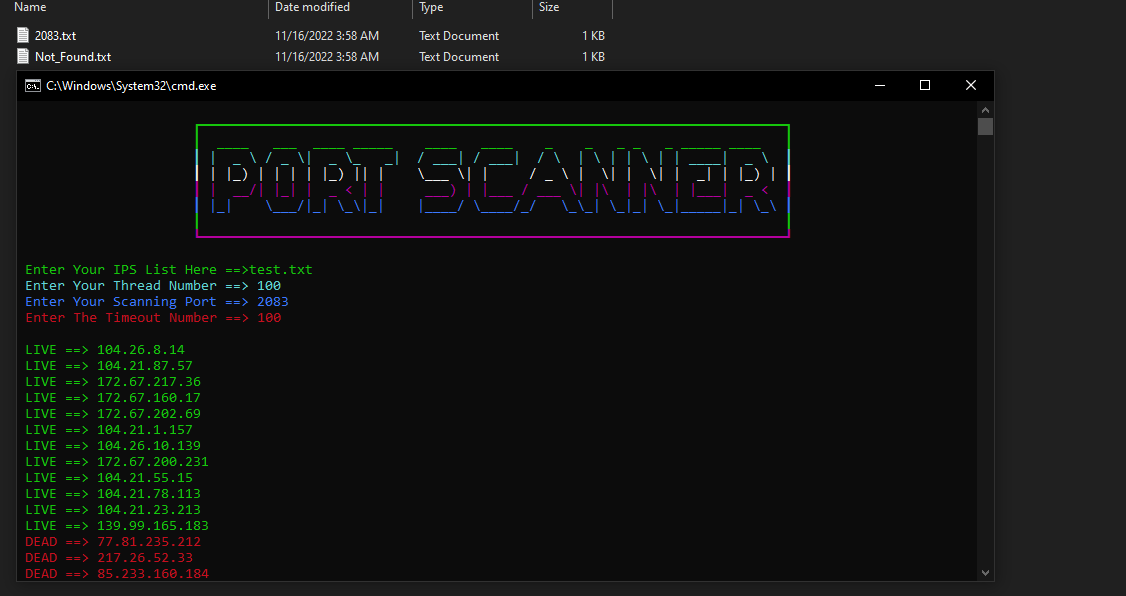 Name Date modified Type Size
2083.txt 11/16/2022 3:58 AM Text Document 1 KB
Not_Found.txt 11/16/2022 3:58 AM Text Document 1 KB
C:\Windows\System32\cmd.exe
PORT SCANNER
Enter Your IPS List Here ==>test.txt
Enter Your Thread Number ==> 100
Enter Your Scanning Port ==> 2083
Enter The Timeout Number ==> 100
LIVE ==> 104.26.8.14
LIVE ==> 104.21.87.57
LIVE ==> 172.67.217.36
LIVE ==> 172.67.160.17
LIVE ==> 172.67.202.69
LIVE ==> 104.21.1.157
LIVE ==> 104.26.10.139
LIVE ==> 172.67.200.231
LIVE ==> 104.21.55.15
LIVE ==> 104.21.78.113
LIVE ==> 104.21.23.213
LIVE ==> 139.99.165.183
DEAD ==> 77.81.235.212
DEAD ==> 217.26.52.33
DEAD ==> 85.233.160.184